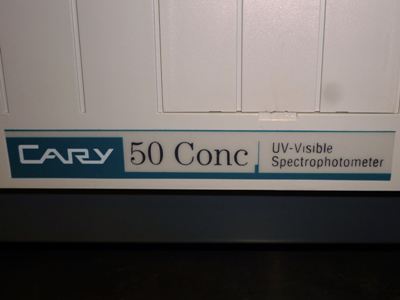 CARY 50 Conc
UV-Visible
Spectrophotometer